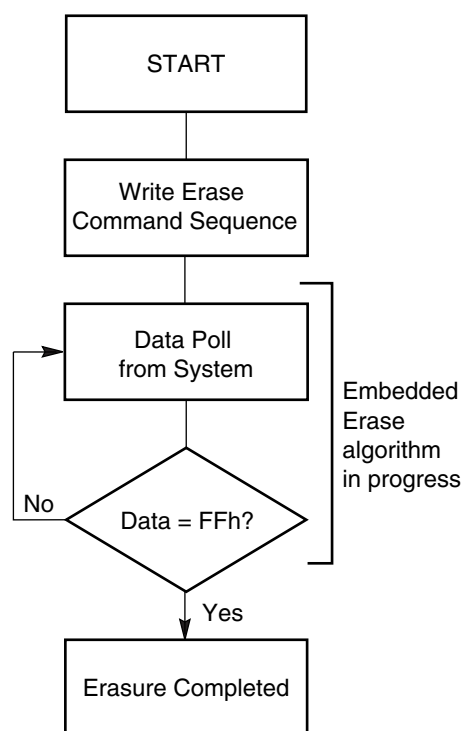 START
Write Erase
Command Sequence
Data Poll
from System
Embedded
Erase
algorithm
in progress
No
Data = FFh?
Yes
Erasure Completed